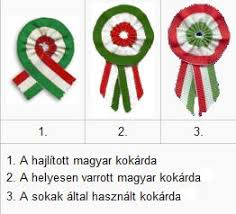 1. 2. 3.
1. A hajlított magyar kokárda
2. A helyesen varrott magyar kokárda
3. A sokak által használt kokárda